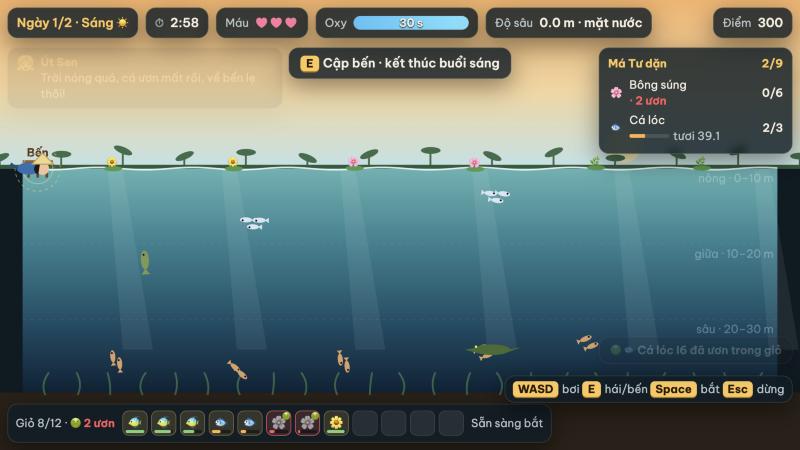 Ngày 1/2 · Sáng
2:58
Máu
Oxy 30 s
Độ sâu 0.0 m · mặt nước
Điểm 300
Út Sen
Trời nóng quá, cá ươn mất rồi, về bến lẹ
thôi!
E Cập bến · kết thúc buổi sáng
Má Tư dặn 2/9
Bông súng
· 2 ươn
0/6
Cá lóc
2/3
tươi 39.1
Bến
nông · 0–10 m
giữa · 10–20 m
sâu · 20–30 m
Cá lóc l6 đã ươn trong giỏ
WASD bơi E hái/bến Space bắt Esc dừng
Giỏ 8/12 · 2 ươn
Sẵn sàng bắt